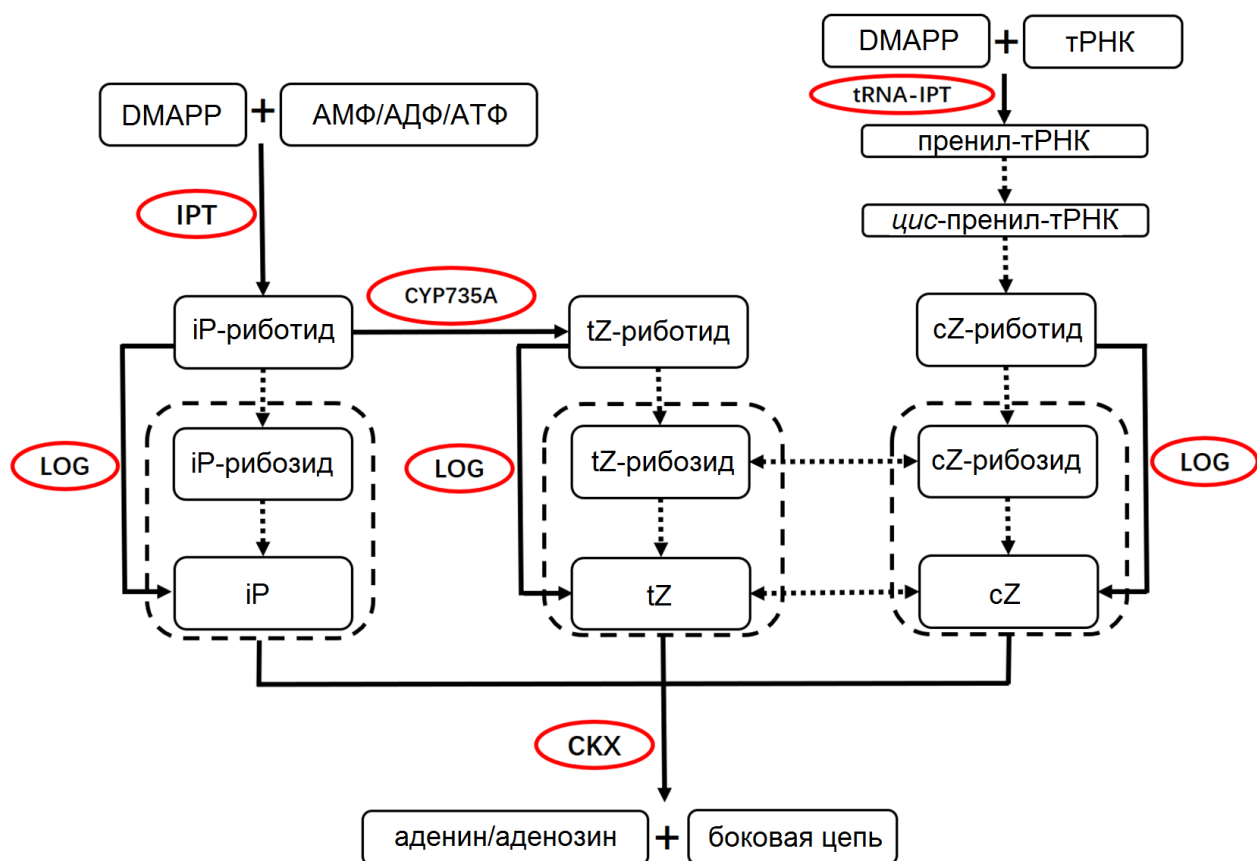 DMAPP + тРНК
tRNA-IPT
DMAPP + АМФ/АДФ/АТФ
пренил-тРНК
IPT
цис-пренил-тРНК
CYP735A
iP-риботид
tZ-риботид
cZ-риботид
LOG
iP-рибозид
LOG
tZ-рибозид
cZ-рибозид
LOG
iP
tZ
cZ
CKX
аденин/аденозин + боковая цепь